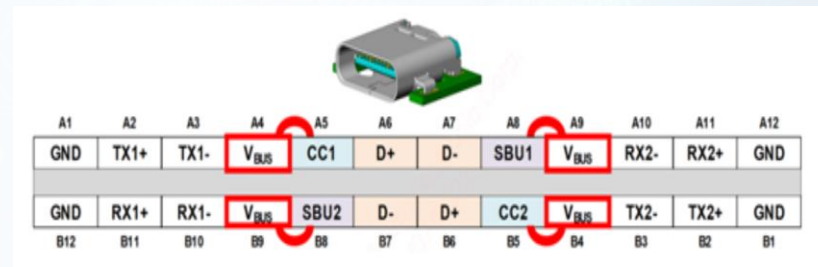 A1 A2 A3 A4 A5 A6 A7 A8 A9 A10 A11 A12
GND TX1+ TX1- VBUS CC1 D+ D- SBU1 VBUS RX2- RX2+ GND
GND RX1+ RX1- VBUS SBU2 D- D+ CC2 VBUS TX2- TX2+ GND
B12 B11 B10 B9 B8 B7 B6 B5 B4 B3 B2 B1